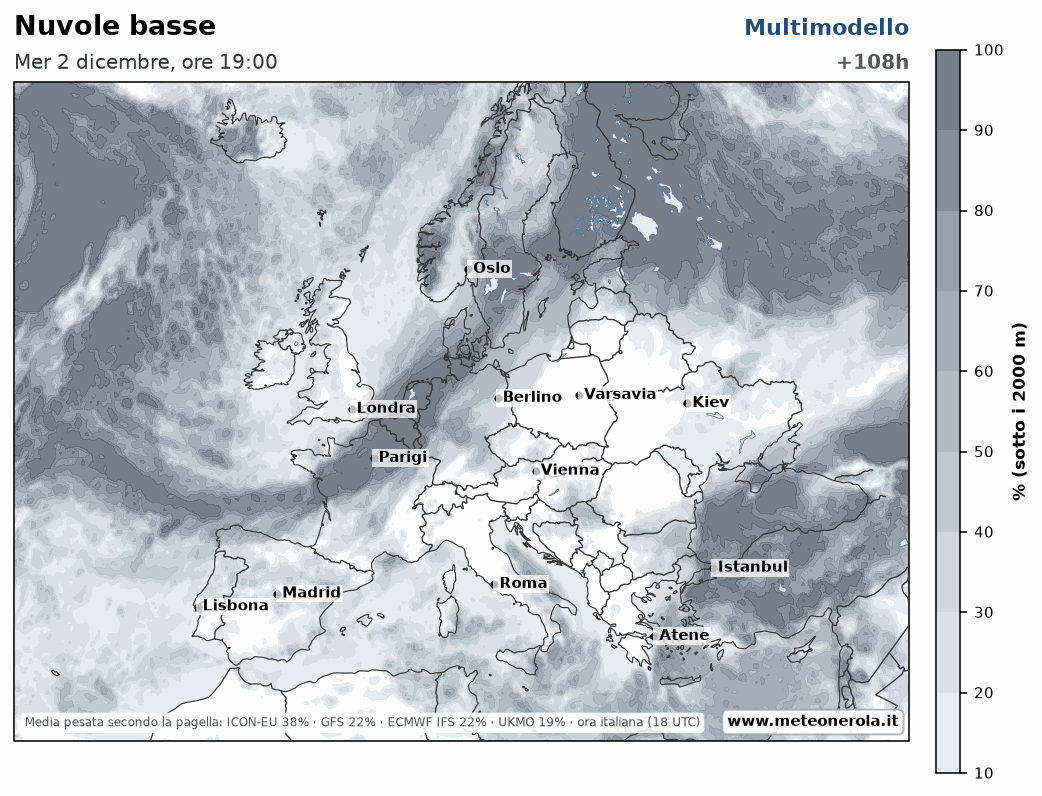 Nuvole basse
Multimodello
Mer 2 dicembre, ore 19:00
+108h
100
90
80
70
60
50
40
30
20
10
% (sotto i 2000 m)
Oslo
Berlino
Varsavia
Kiev
Londra
Parigi
Vienna
Istanbul
Roma
Madrid
Lisbona
Atene
Media pesata secondo la pagella: ICON-EU 38% · GFS 22% · ECMWF IFS 22% · UKMO 19% · ora italiana (18 UTC)
www.meteonerola.it